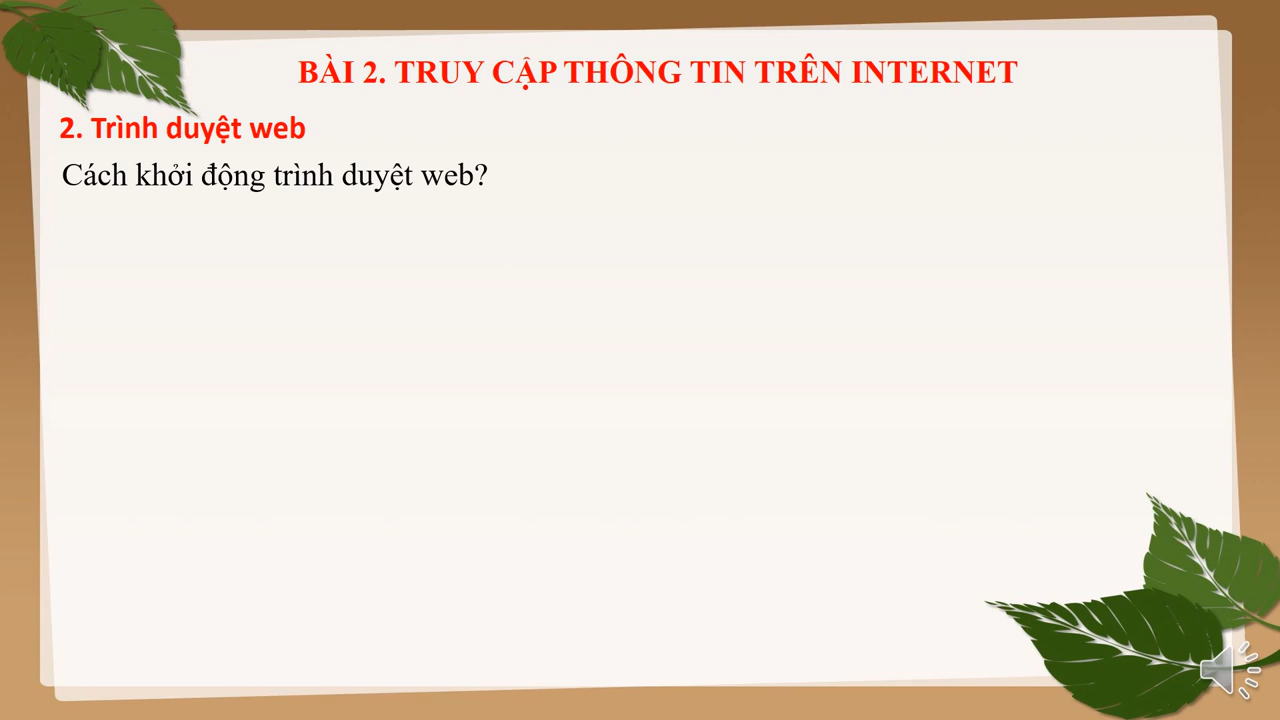 BÀI 2. TRUY CẬP THÔNG TIN TRÊN INTERNET
2. Trình duyệt web
Cách khởi động trình duyệt web?